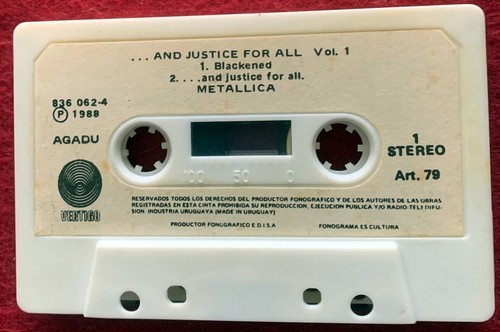 ...AND JUSTICE FOR ALL Vol. 1
1. Blackened
2. ...and justice for all.
METALLICA
836 062-4
Ⓟ 1988
AGADU
1
STEREO
Art. 79
100 50 0
VERTIGO
RESERVADOS TODOS LOS DERECHOS DEL PRODUCTOR FONOGRAFICO Y DE LOS AUTORES DE LAS OBRAS
REGISTRADAS EN ESTA CINTA PROHIBIDA SU REPRODUCCION, EJECUCION PUBLICA Y/O RADIO-TELEDIFU-
SION. INDUSTRIA URUGUAYA (MADE IN URUGUAY)
PRODUCTOR FONOGRAFICO E.D.I.S.A FONOGRAMA ES CULTURA